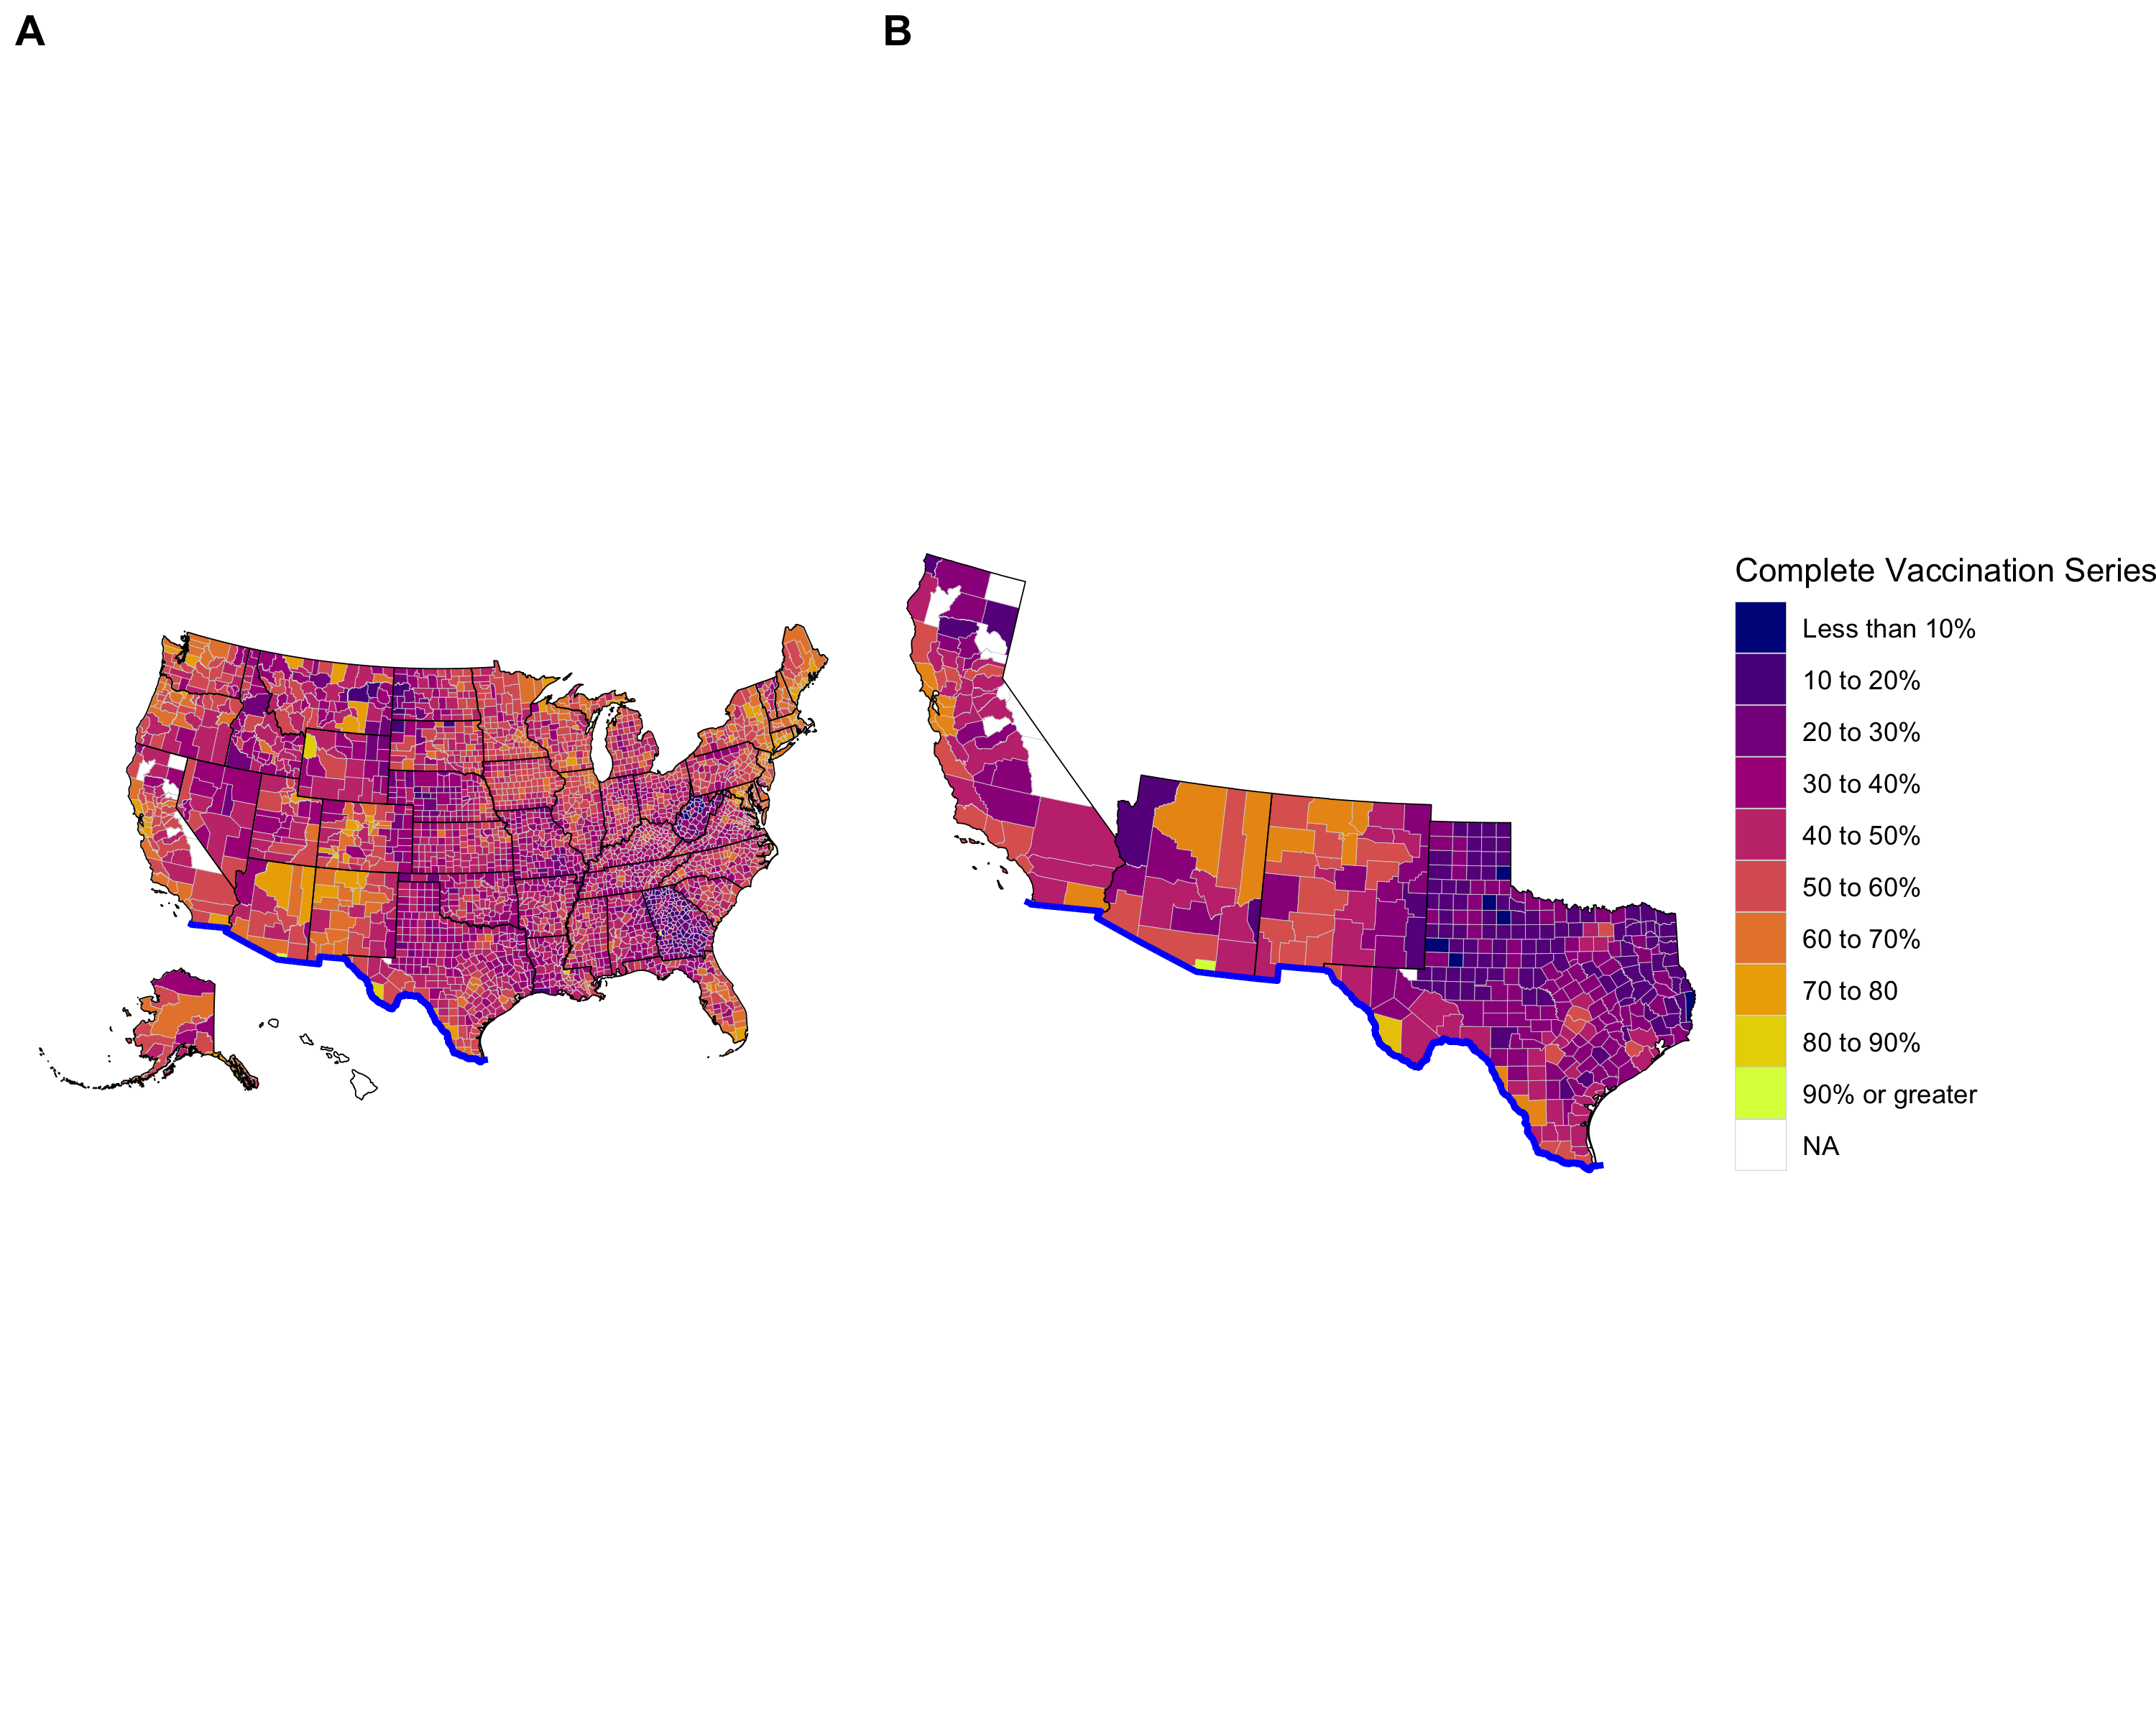 A
B
Complete Vaccination Series
Less than 10%
10 to 20%
20 to 30%
30 to 40%
40 to 50%
50 to 60%
60 to 70%
70 to 80
80 to 90%
90% or greater
NA